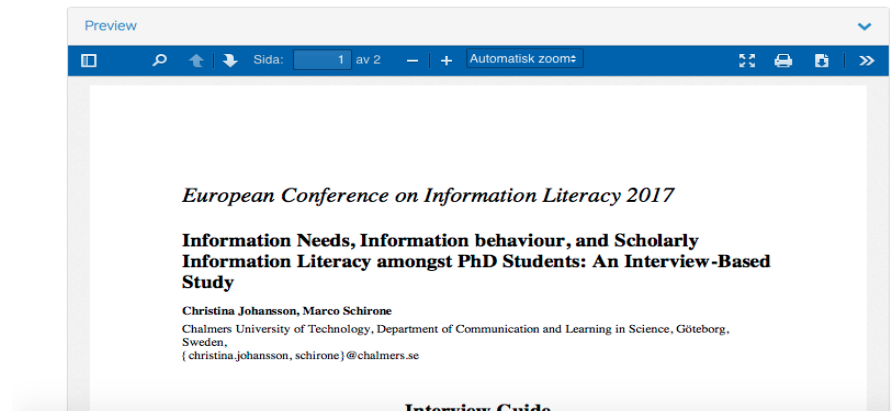 Preview
Sida: 1 av 2 Automatisk zoom
European Conference on Information Literacy 2017
Information Needs, Information behaviour, and Scholarly
Information Literacy amongst PhD Students: An Interview-Based
Study
Christina Johansson, Marco Schirone
Chalmers University of Technology, Department of Communication and Learning in Science, Göteborg,
Sweden,
{ christina.johansson, schirone}@chalmers.se
Interview Guide